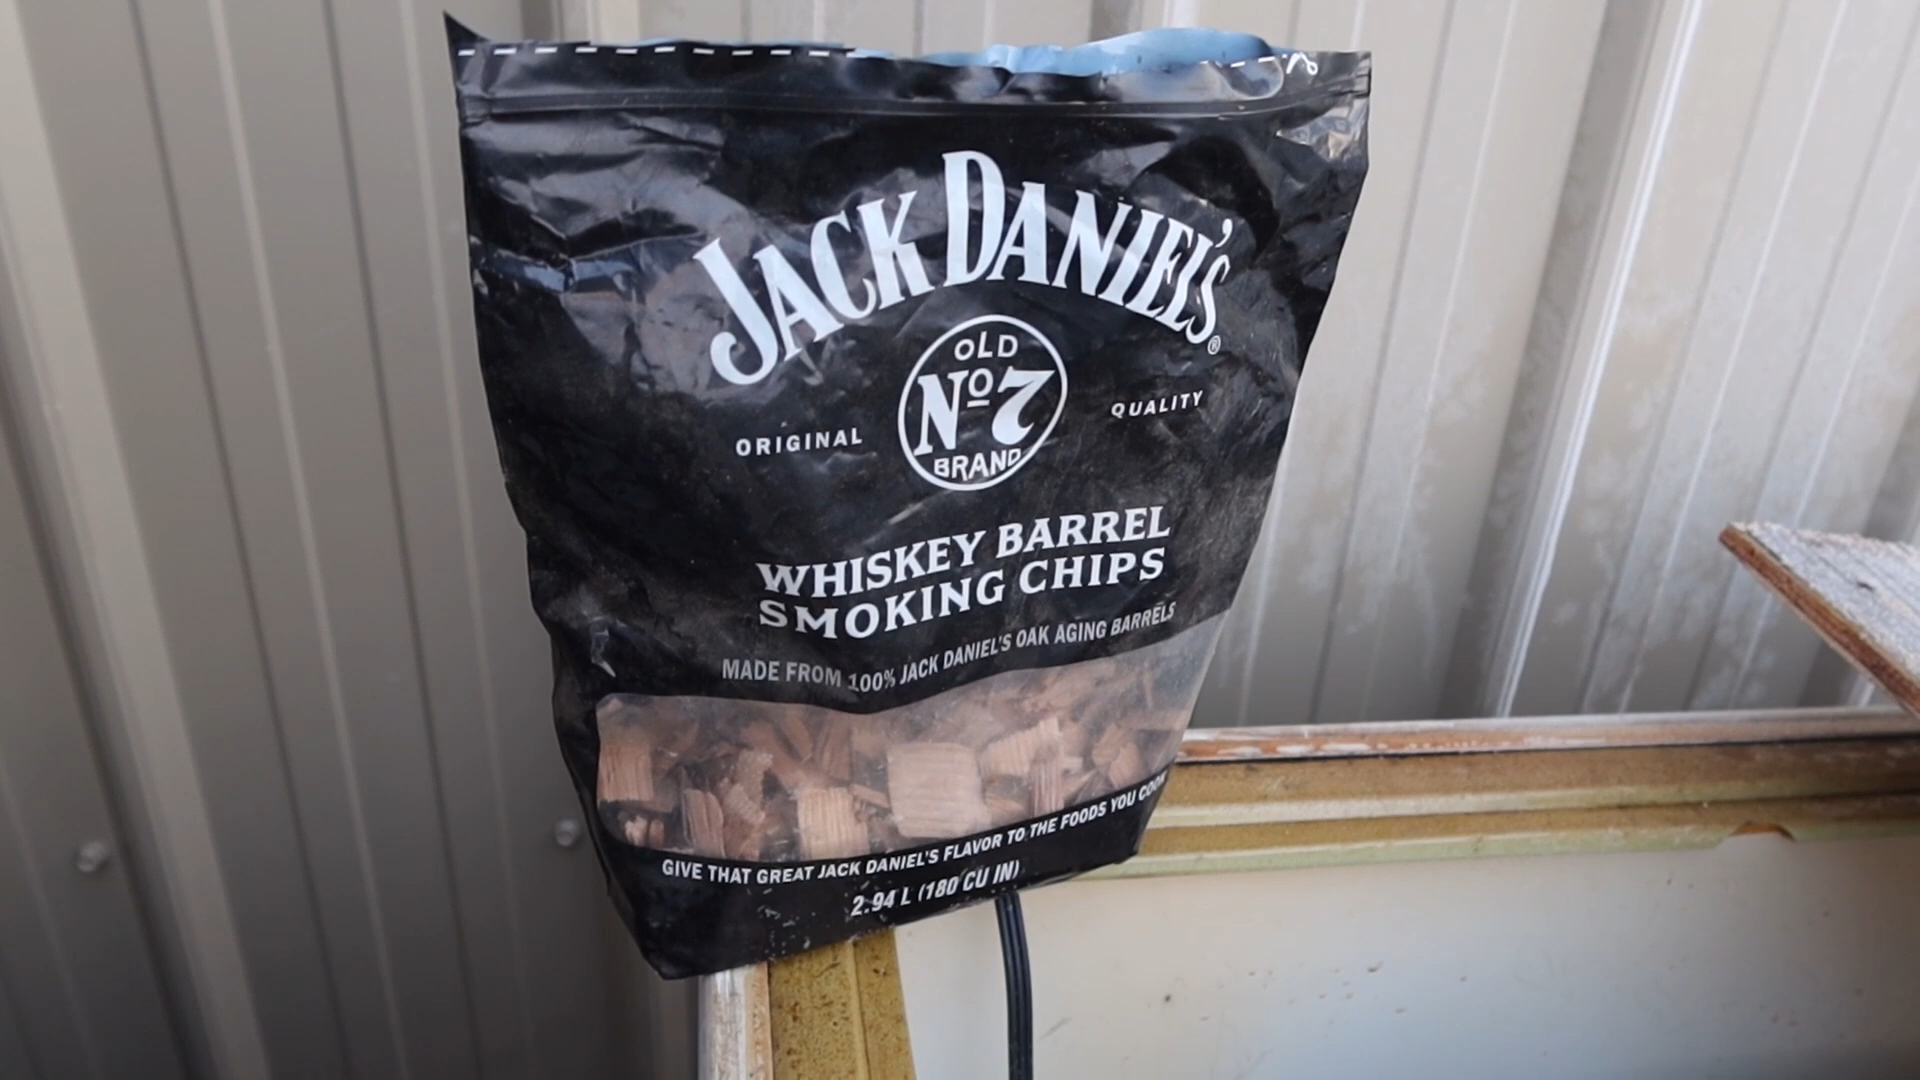 JACK DANIEL'S®
OLD
Nº7
BRAND
ORIGINAL QUALITY
WHISKEY BARREL
SMOKING CHIPS
MADE FROM 100% JACK DANIEL'S OAK AGING BARRELS
GIVE THAT GREAT JACK DANIEL'S FLAVOR TO THE FOODS YOU COOK
2.94 L (180 CU IN)